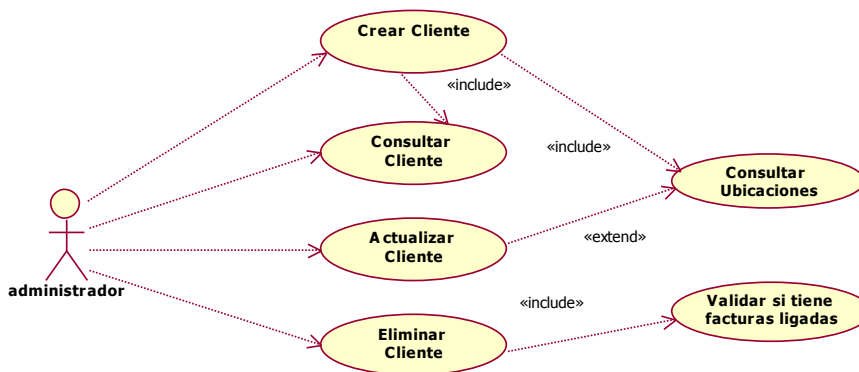 Crear Cliente
«include»
Consultar
Cliente
«include»
Consultar
Ubicaciones
Actualizar
Cliente
«extend»
administrador
«include»
Validar si tiene
facturas ligadas
Eliminar
Cliente